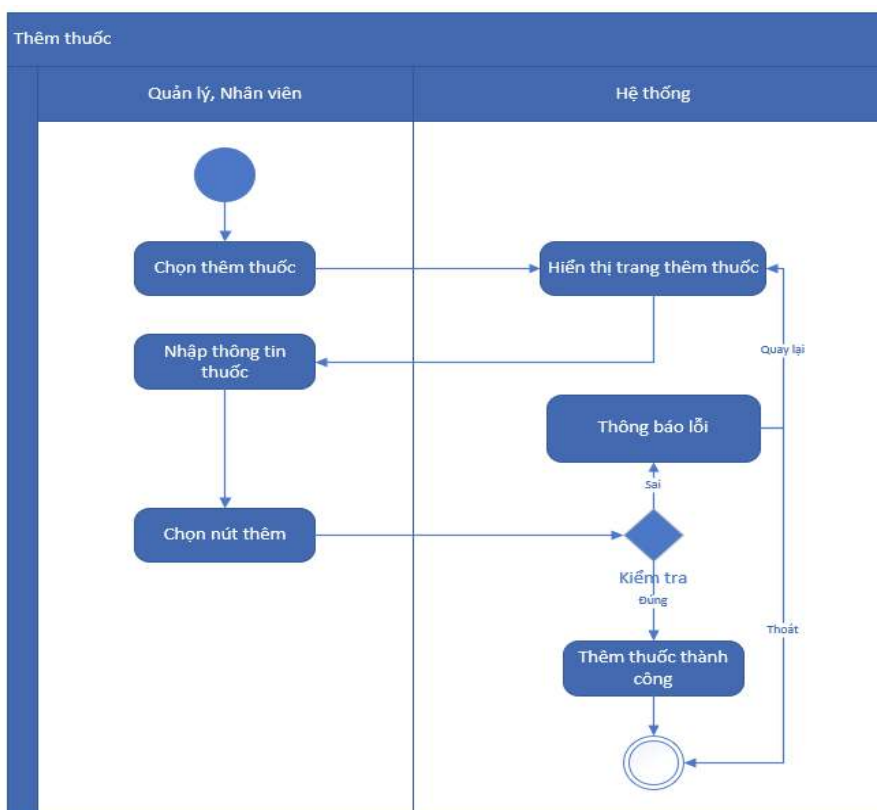 Thêm thuốc
Quản lý, Nhân viên
Hệ thống
Chọn thêm thuốc
Hiển thị trang thêm thuốc
Nhập thông tin
thuốc
Quay lại
Thông báo lỗi
Sai
Chọn nút thêm
Kiểm tra
Đúng
Thoát
Thêm thuốc thành
công